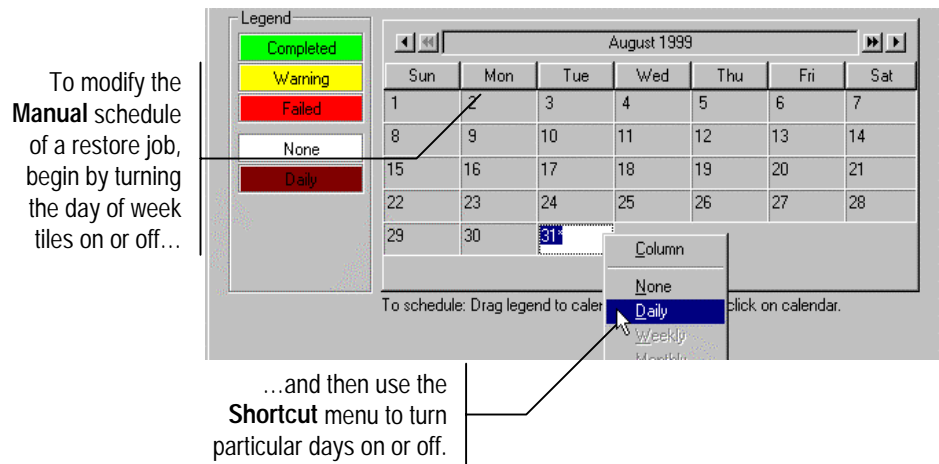 Legend
Completed
Warning
Failed
None
Daily
August 1999
Sun Mon Tue Wed Thu Fri Sat
1 2 3 4 5 6 7
8 9 10 11 12 13 14
15 16 17 18 19 20 21
22 23 24 25 26 27 28
29 30 31*
Column
None
Daily
Weekly
Monthly
To schedule: Drag legend to caler click on calendar.
To modify the
Manual schedule
of a restore job,
begin by turning
the day of week
tiles on or off…
…and then use the
Shortcut menu to turn
particular days on or off.